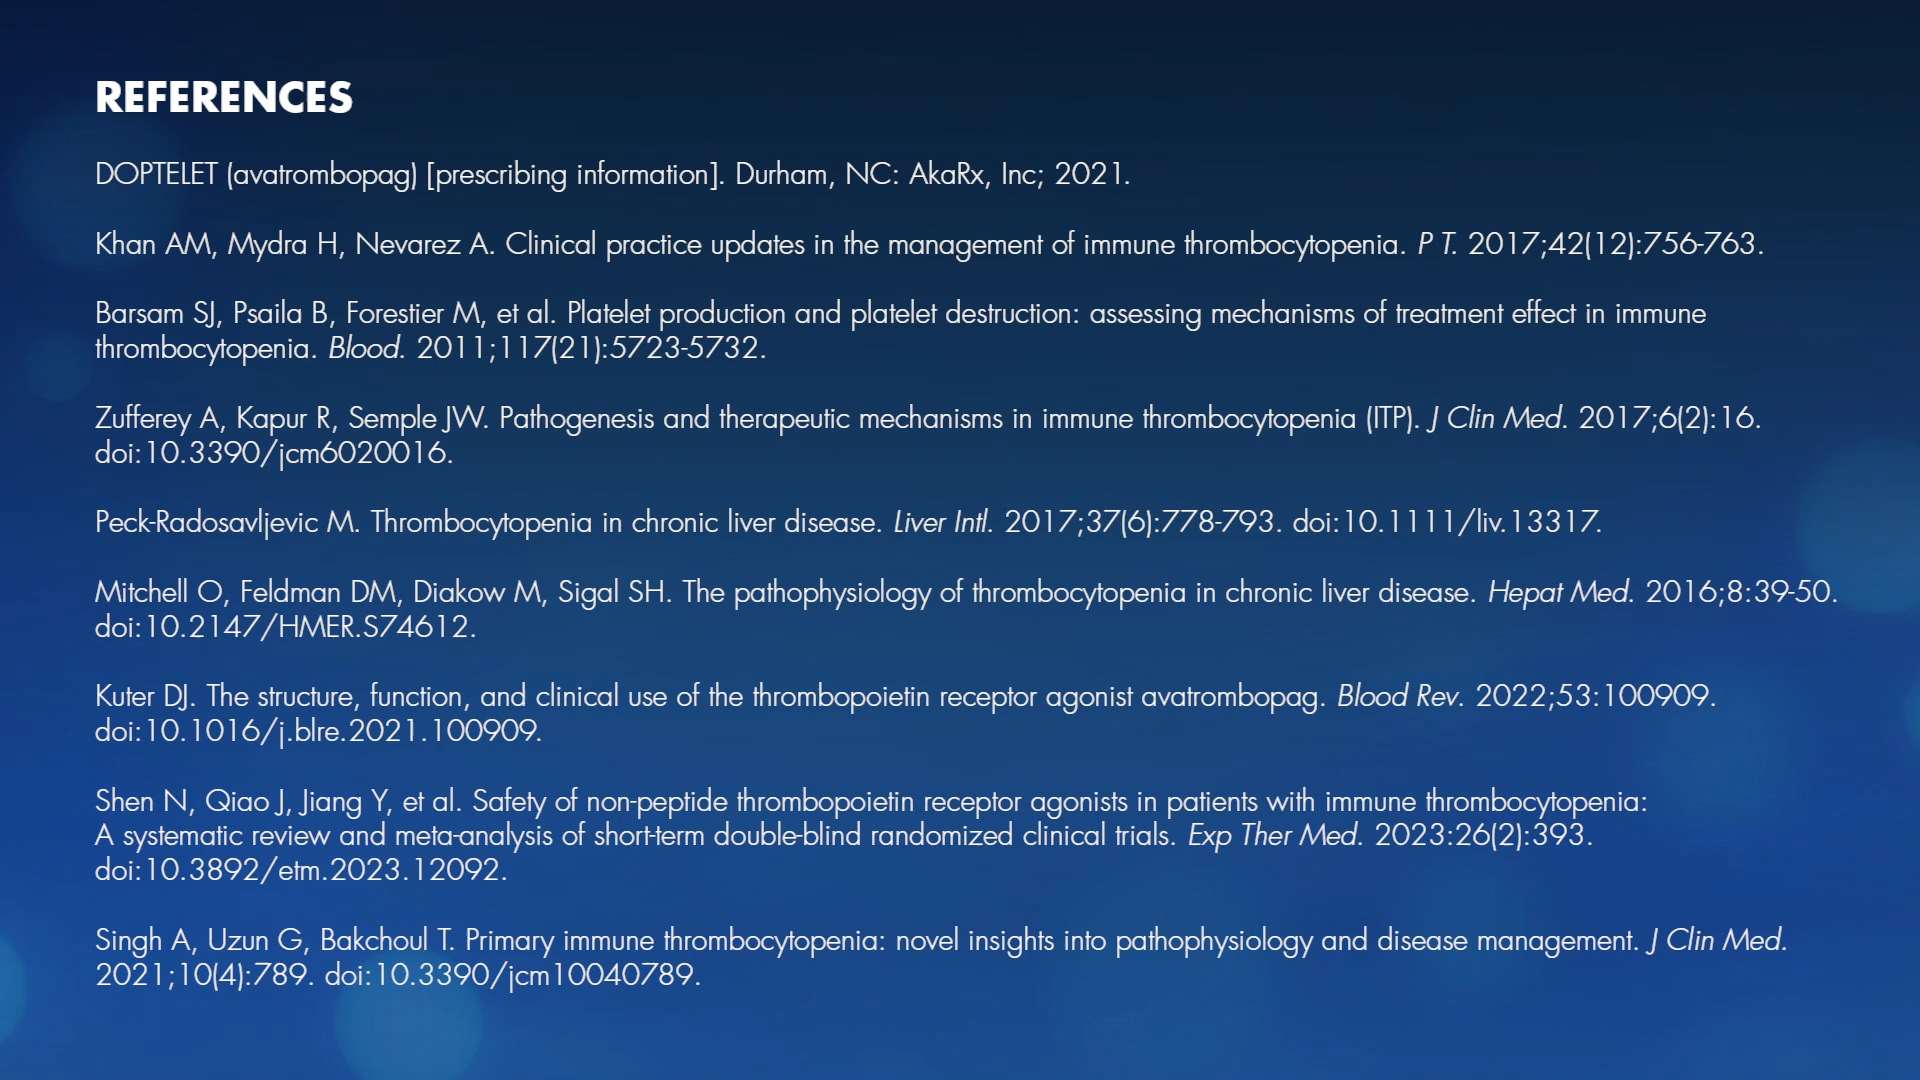 REFERENCES
DOPTELET (avatrombopag) [prescribing information]. Durham, NC: AkaRx, Inc; 2021.
Khan AM, Mydra H, Nevarez A. Clinical practice updates in the management of immune thrombocytopenia. P T. 2017;42(12):756-763.
Barsam SJ, Psaila B, Forestier M, et al. Platelet production and platelet destruction: assessing mechanisms of treatment effect in immune
thrombocytopenia. Blood. 2011;117(21):5723-5732.
Zufferey A, Kapur R, Semple JW. Pathogenesis and therapeutic mechanisms in immune thrombocytopenia (ITP). J Clin Med. 2017;6(2):16.
doi:10.3390/jcm6020016.
Peck-Radosavljevic M. Thrombocytopenia in chronic liver disease. Liver Intl. 2017;37(6):778-793. doi:10.1111/liv.13317.
Mitchell O, Feldman DM, Diakow M, Sigal SH. The pathophysiology of thrombocytopenia in chronic liver disease. Hepat Med. 2016;8:39-50.
doi:10.2147/HMER.S74612.
Kuter DJ. The structure, function, and clinical use of the thrombopoietin receptor agonist avatrombopag. Blood Rev. 2022;53:100909.
doi:10.1016/j.blre.2021.100909.
Shen N, Qiao J, Jiang Y, et al. Safety of non-peptide thrombopoietin receptor agonists in patients with immune thrombocytopenia:
A systematic review and meta-analysis of short-term double-blind randomized clinical trials. Exp Ther Med. 2023:26(2):393.
doi:10.3892/etm.2023.12092.
Singh A, Uzun G, Bakchoul T. Primary immune thrombocytopenia: novel insights into pathophysiology and disease management. J Clin Med.
2021;10(4):789. doi:10.3390/jcm10040789.